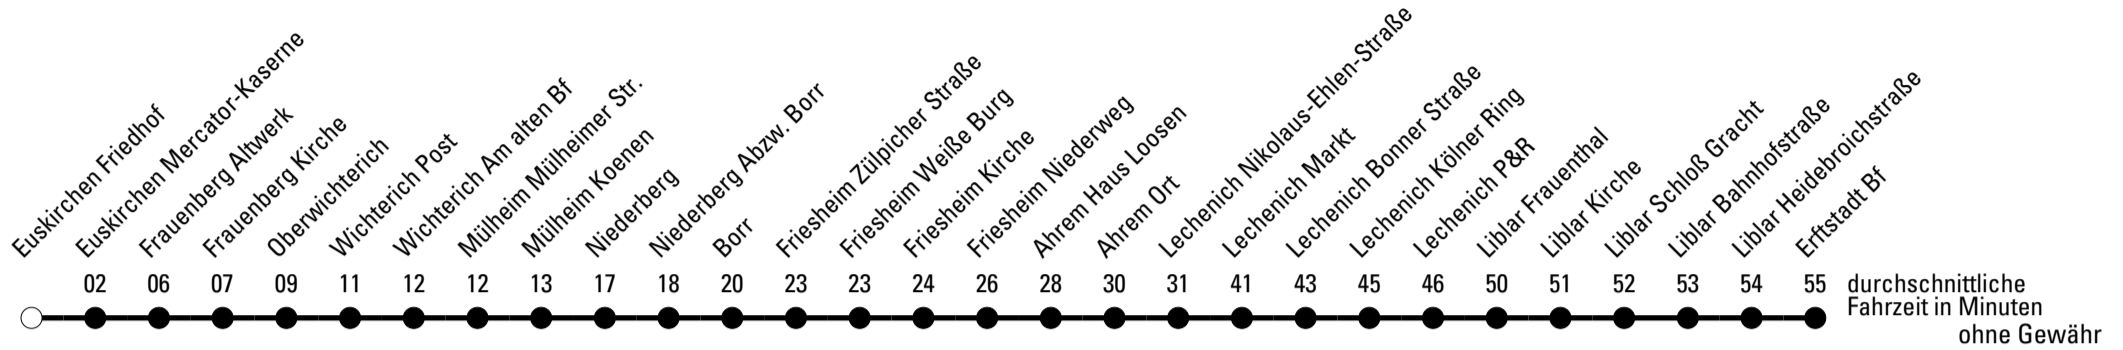 Euskirchen Friedhof
Euskirchen Mercator-Kaserne
Frauenberg Altwerk
Frauenberg Kirche
Oberwichterich
Wichterich Post
Wichterich Am alten Bf
Mülheim Mülheimer Str.
Mülheim Koenen
Niederberg
Niederberg Abzw. Borr
Borr
Friesheim Zülpicher Straße
Friesheim Weiße Burg
Friesheim Kirche
Friesheim Niederweg
Ahrem Haus Loosen
Ahrem Ort
Lechenich Nikolaus-Ehlen-Straße
Lechenich Markt
Lechenich Bonner Straße
Lechenich Kölner Ring
Lechenich P&R
Liblar Frauenthal
Liblar Kirche
Liblar Schloß Gracht
Liblar Bahnhofstraße
Liblar Heidebroichstraße
Erftstadt Bf
02 06 07 09 11 12 12 13 17 18 20 23 23 24 26 28 30 31 41 43 45 46 50 51 52 53 54 55 durchschnittliche
Fahrzeit in Minuten
ohne Gewähr